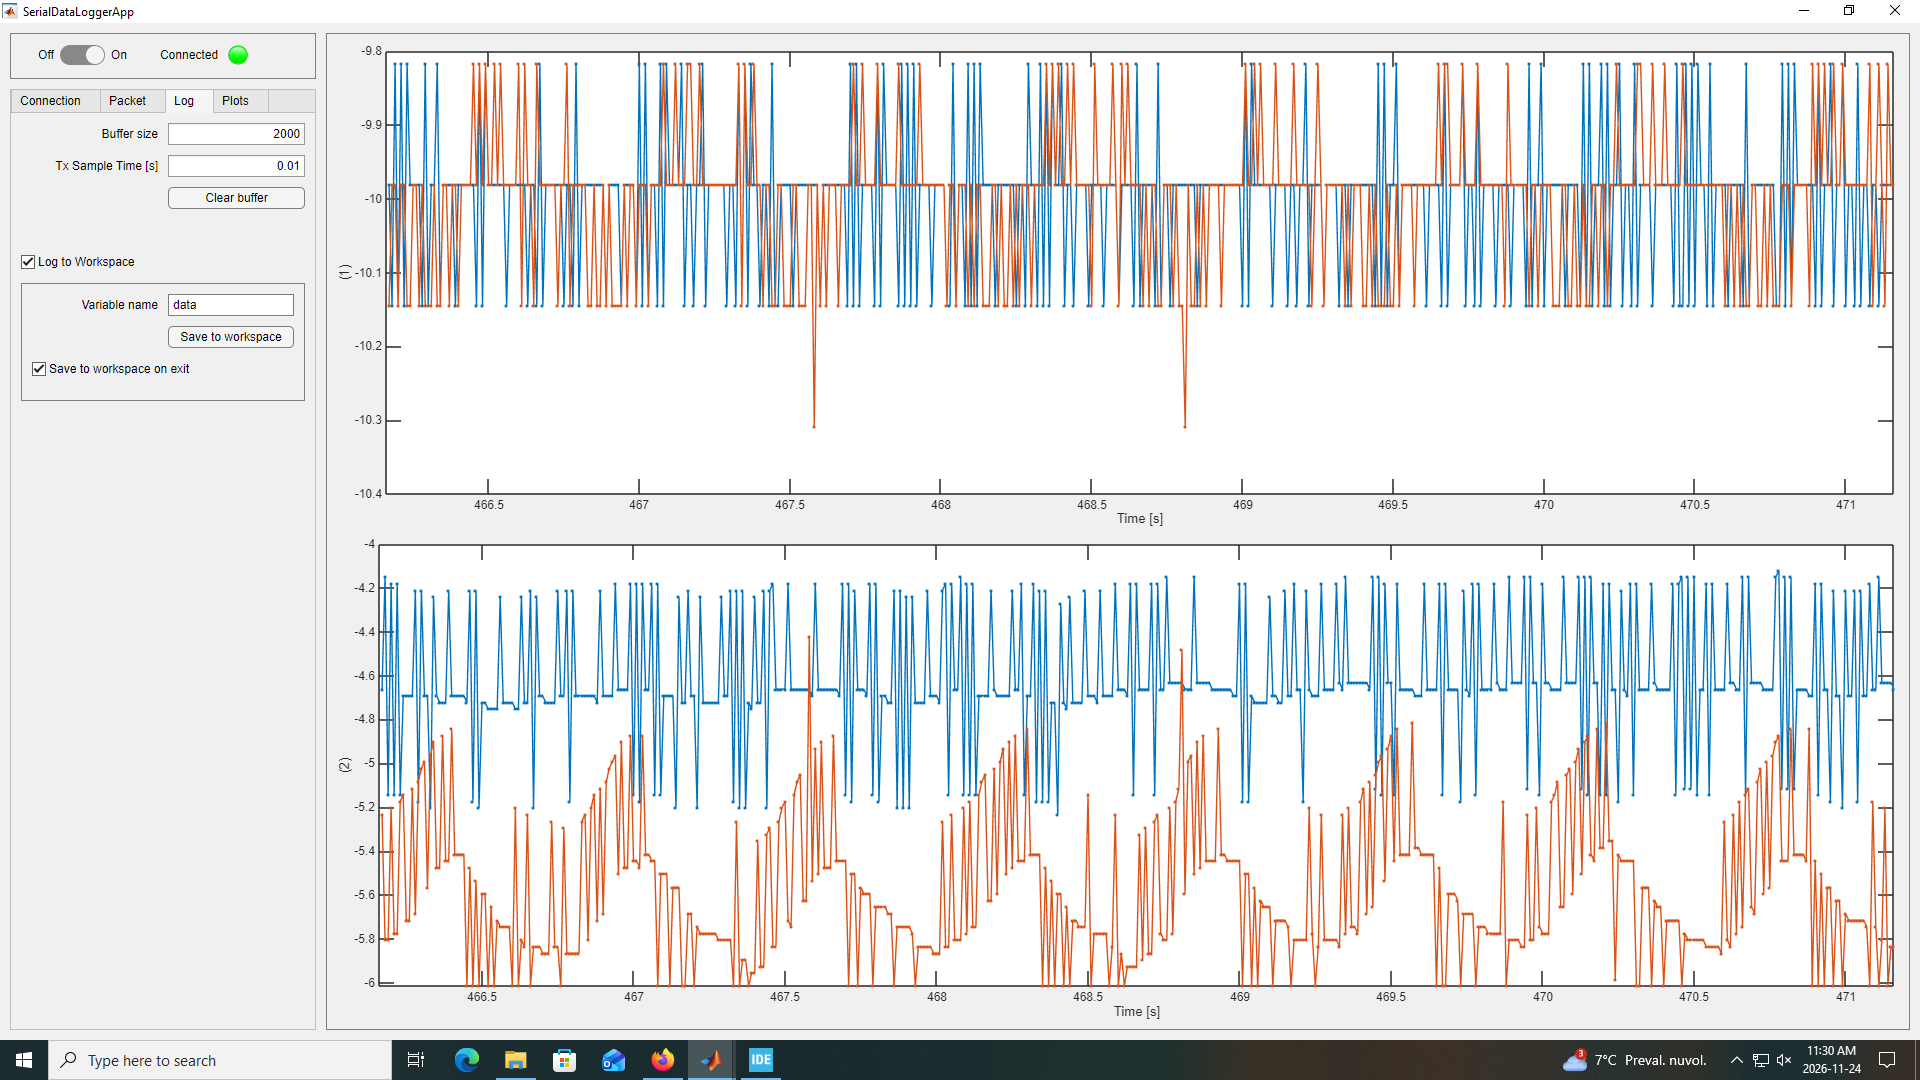 SerialDataLoggerApp
Off On Connected
Connection Packet Log Plots
Buffer size 2000
Tx Sample Time [s] 0.01
Clear buffer
Log to Workspace
Variable name data
Save to workspace
Save to workspace on exit
-9.8
-9.9
-10
-10.1
-10.2
-10.3
-10.4
(1)
466.5 467 467.5 468 468.5 469 469.5 470 470.5 471
Time [s]
-4
-4.2
-4.4
-4.6
-4.8
-5
-5.2
-5.4
-5.6
-5.8
-6
(2)
466.5 467 467.5 468 468.5 469 469.5 470 470.5 471
Time [s]
Type here to search
IDE
3
7°C Preval. nuvol.
11:30 AM
2026-11-24